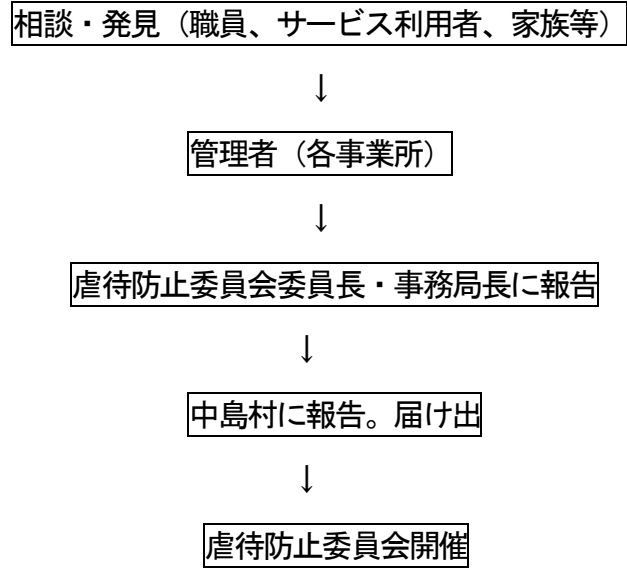 相談・発見（職員、サービス利用者、家族等）
↓
管理者（各事業所）
↓
虐待防止委員会委員長・事務局長に報告
↓
中島村に報告。届け出
↓
虐待防止委員会開催